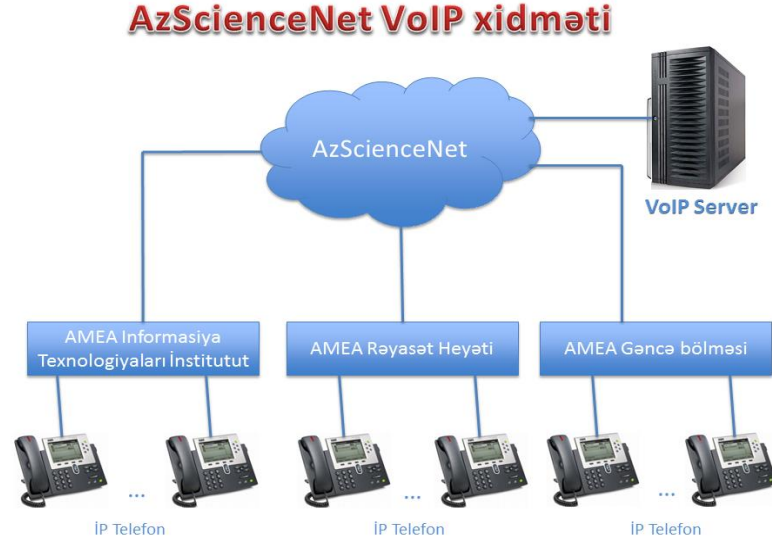 AzScienceNet VoIP xidməti
AzScienceNet
VoIP Server
AMEA Informasiya
Texnologiyaları İnstitutut
AMEA Rəyasət Heyəti
AMEA Gəncə bölməsi
...
...
...
İP Telefon
İP Telefon
İP Telefon